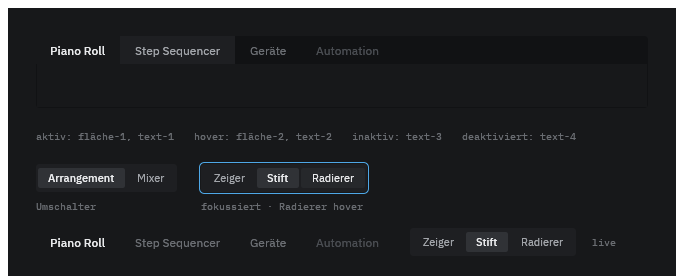 Piano Roll Step Sequencer Geräte Automation
aktiv: fläche-1, text-1 hover: fläche-2, text-2 inaktiv: text-3 deaktiviert: text-4
Arrangement Mixer Zeiger Stift Radierer
Umschalter fokussiert · Radierer hover
Piano Roll Step Sequencer Geräte Automation Zeiger Stift Radierer live